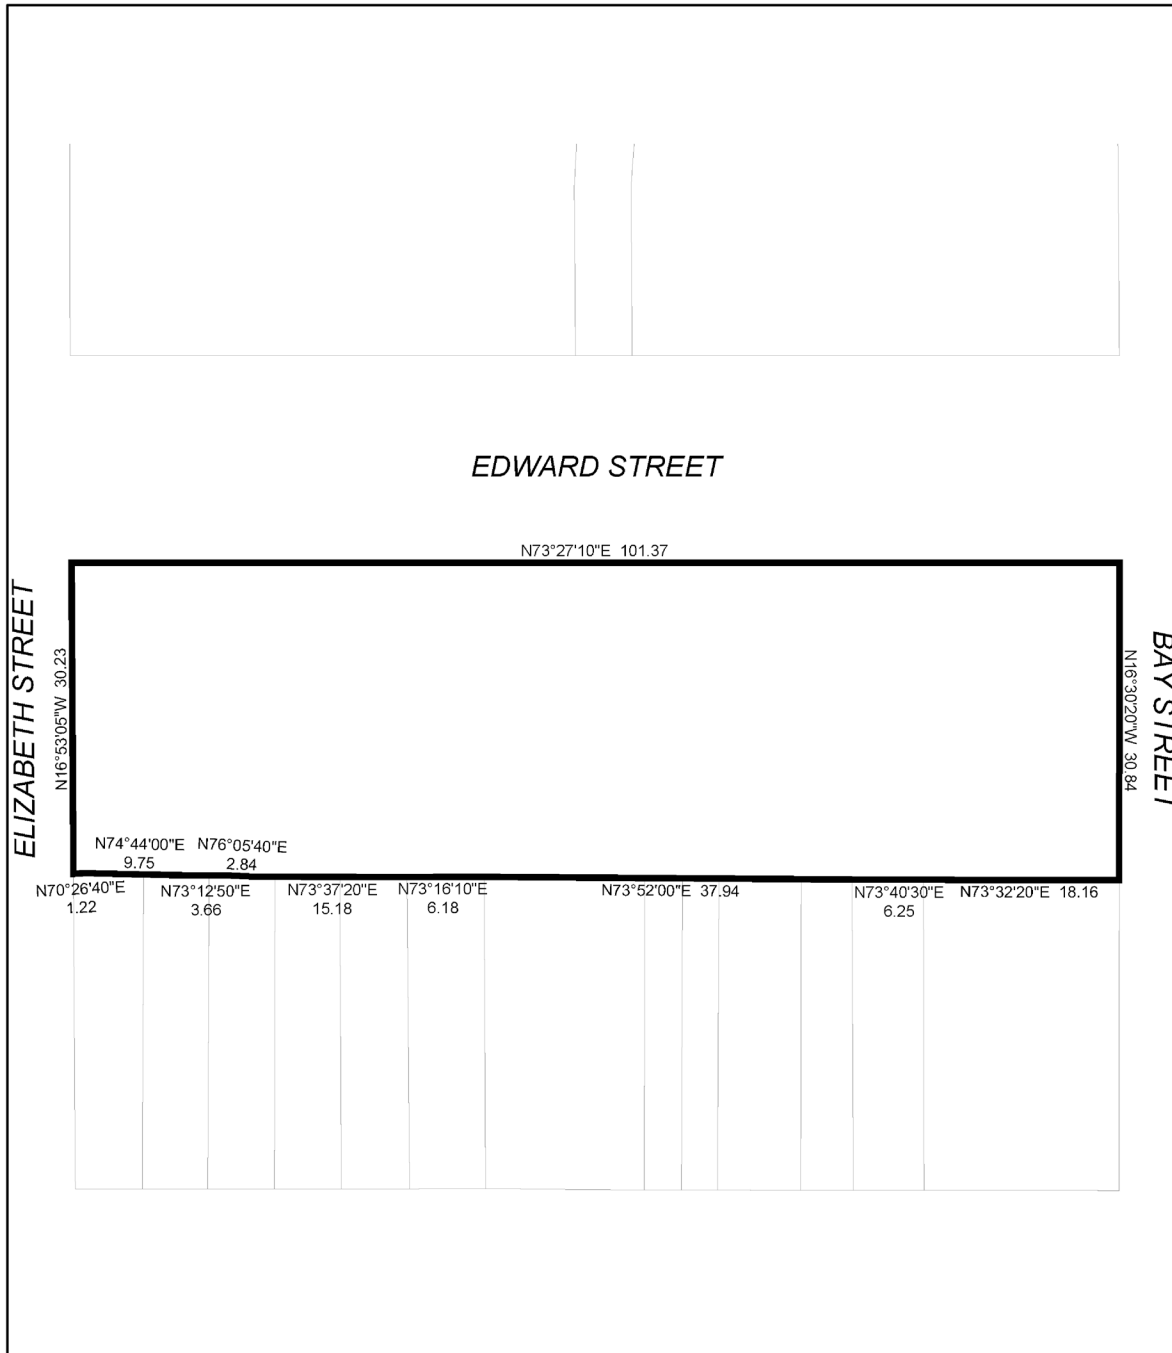 EDWARD STREET
N73°27'10"E 101.37
ELIZABETH STREET
N16°53'05"W 30.23
N16°30'20"W 30.84
BAY STREET
N74°44'00"E N76°05'40"E
9.75 2.84
N70°26'40"E N73°12'50"E N73°37'20"E N73°16'10"E N73°52'00"E 37.94 N73°40'30"E N73°32'20"E 18.16
1.22 3.66 15.18 6.18 6.25